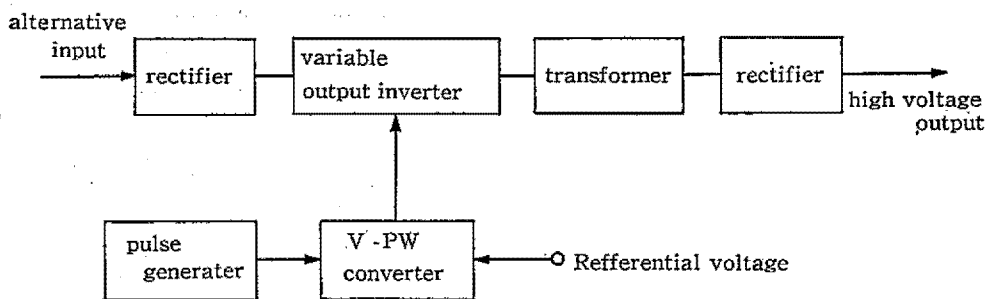 alternative
input
rectifier
variable
output inverter
transformer
rectifier
high voltage
output
pulse
generater
V -PW
converter
Refferential voltage